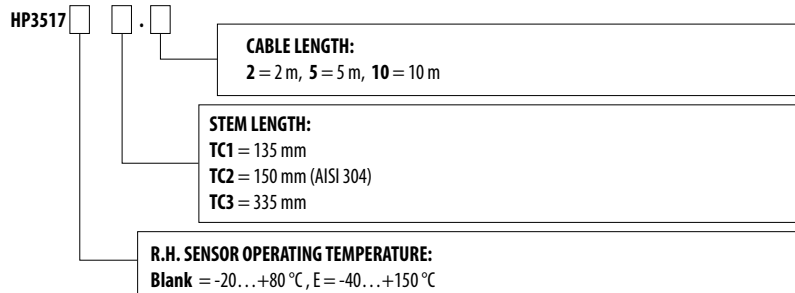 HP3517 .
CABLE LENGTH:
2 = 2 m, 5 = 5 m, 10 = 10 m
STEM LENGTH:
TC1 = 135 mm
TC2 = 150 mm (AISI 304)
TC3 = 335 mm
R.H. SENSOR OPERATING TEMPERATURE:
Blank = -20…+80 °C , E = -40…+150 °C